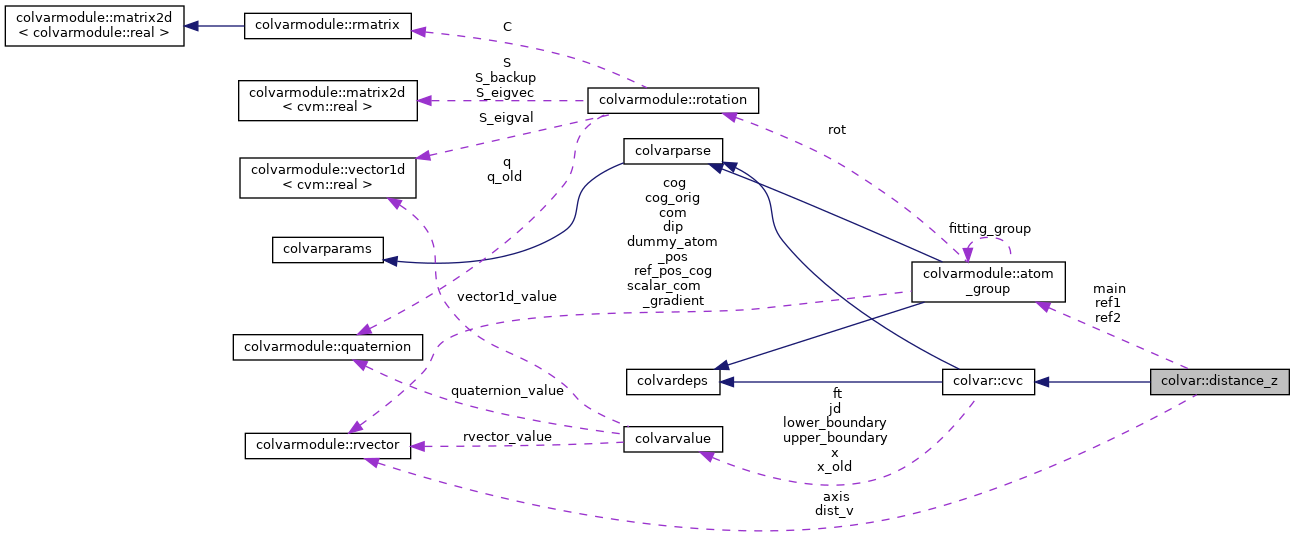 colvarmodule::matrix2d
< colvarmodule::real >
colvarmodule::rmatrix
C
S
S_backup
S_eigvec
colvarmodule::matrix2d
< cvm::real >
colvarmodule::rotation
S_eigval
rot
colvarparse
colvarmodule::vector1d
< cvm::real >
q
q_old
cog
cog_orig
com
dip
dummy_atom
_pos
ref_pos_cog
scalar_com
_gradient
fitting_group
colvarparams
colvarmodule::atom
_group
vector1d_value
main
ref1
ref2
colvarmodule::quaternion
colvardeps
colvar::cvc
colvar::distance_z
quaternion_value
ft
jd
lower_boundary
upper_boundary
x
x_old
colvarmodule::rvector
rvector_value
colvarvalue
axis
dist_v